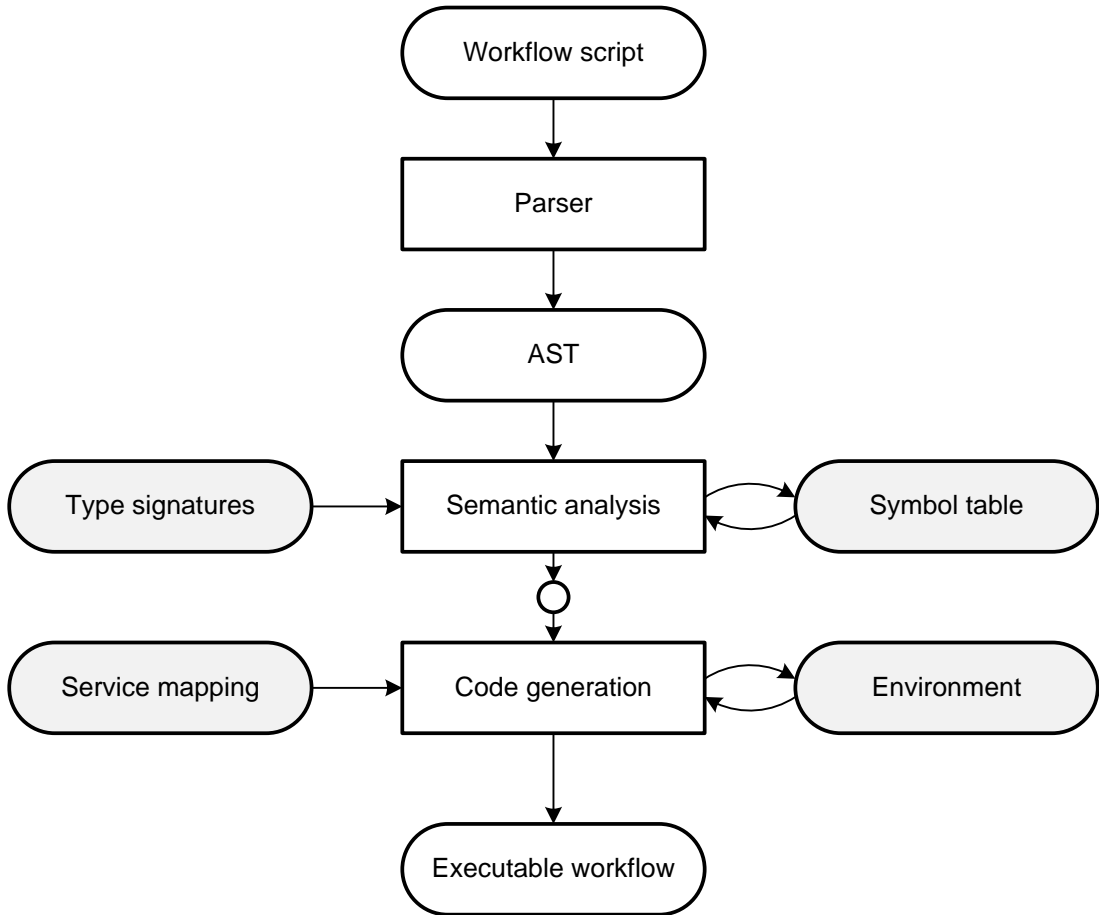 Workflow script
Parser
AST
Type signatures
Semantic analysis
Symbol table
Service mapping
Code generation
Environment
Executable workflow